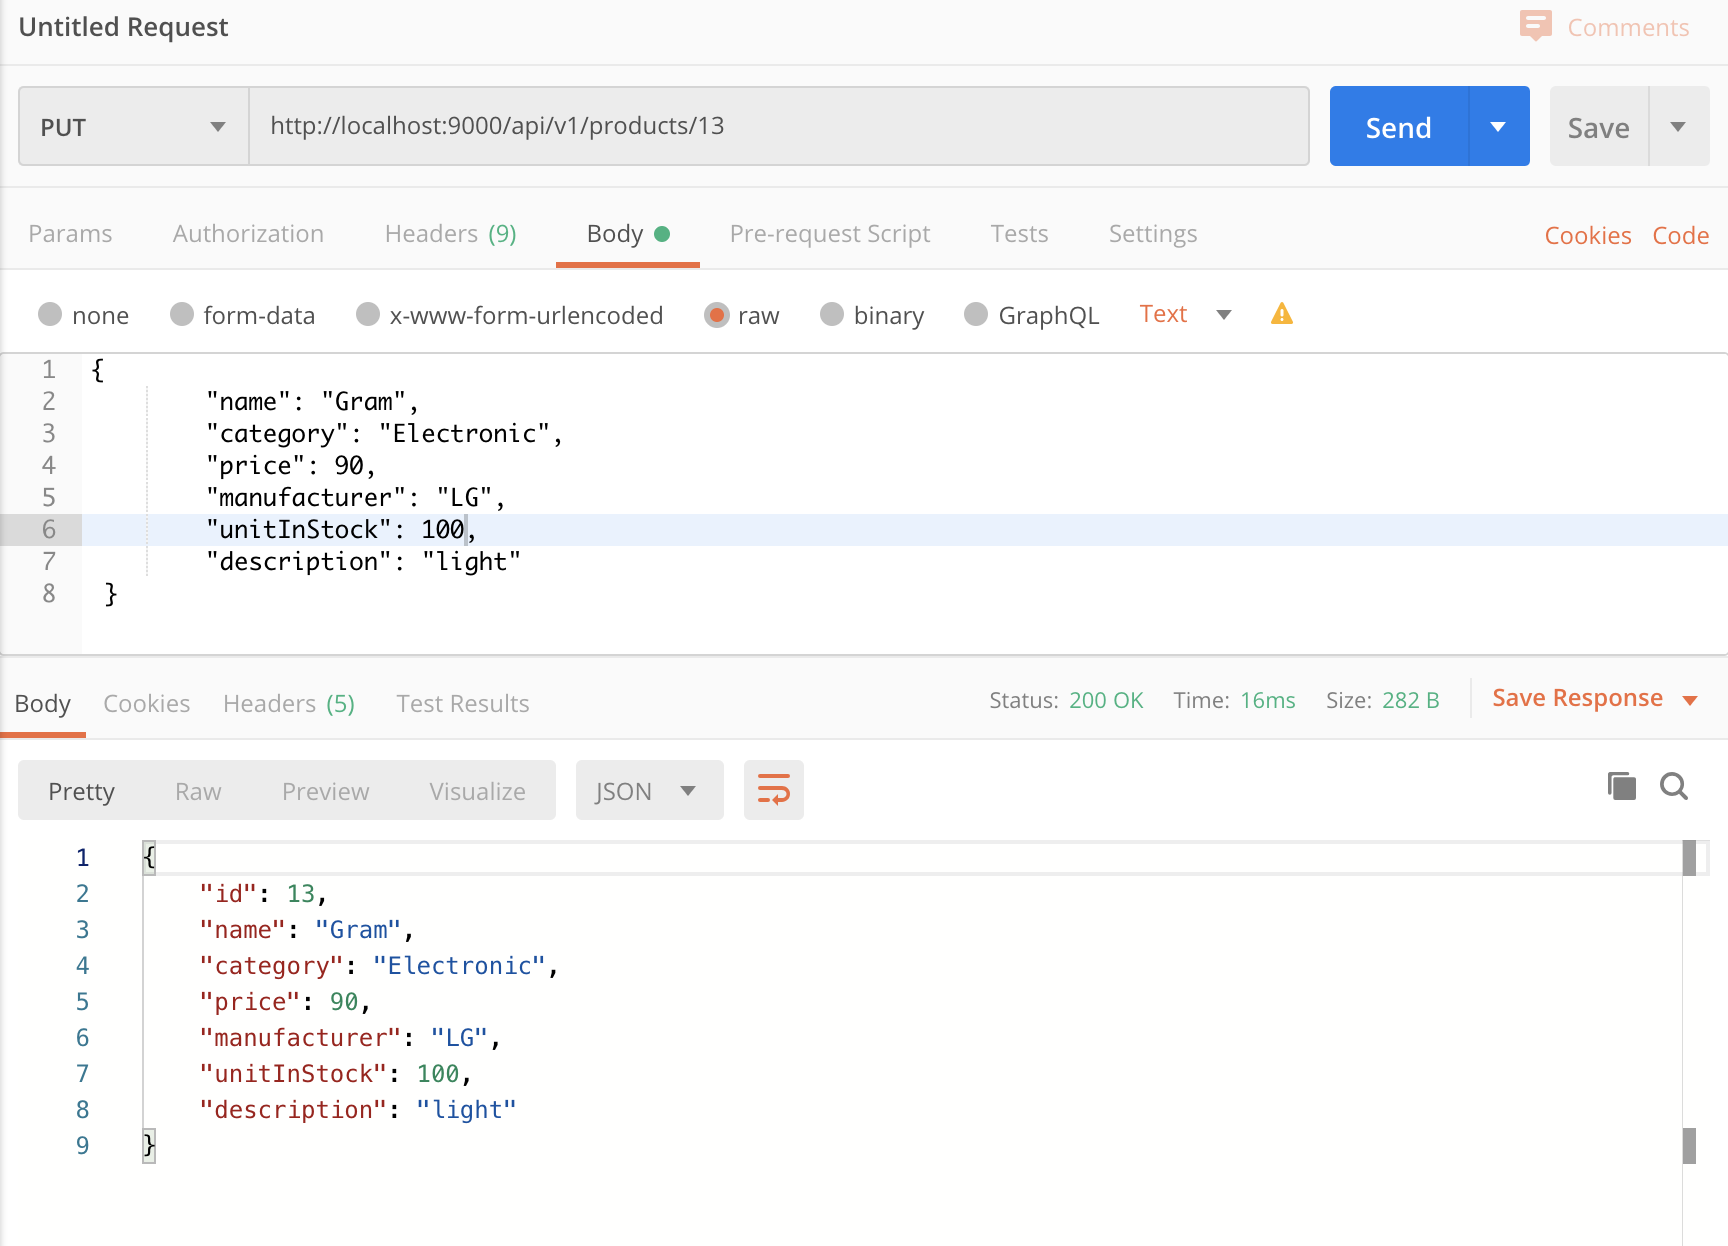 Untitled Request
Comments
PUT
http://localhost:9000/api/v1/products/13
Send
Save
Params Authorization Headers (9) Body Pre-request Script Tests Settings Cookies Code
none form-data x-www-form-urlencoded raw binary GraphQL Text
1 {
2 "name": "Gram",
3 "category": "Electronic",
4 "price": 90,
5 "manufacturer": "LG",
6 "unitInStock": 100,
7 "description": "light"
8 }
Body Cookies Headers (5) Test Results Status: 200 OK Time: 16ms Size: 282 B Save Response
Pretty Raw Preview Visualize JSON
1 {
2 "id": 13,
3 "name": "Gram",
4 "category": "Electronic",
5 "price": 90,
6 "manufacturer": "LG",
7 "unitInStock": 100,
8 "description": "light"
9 }